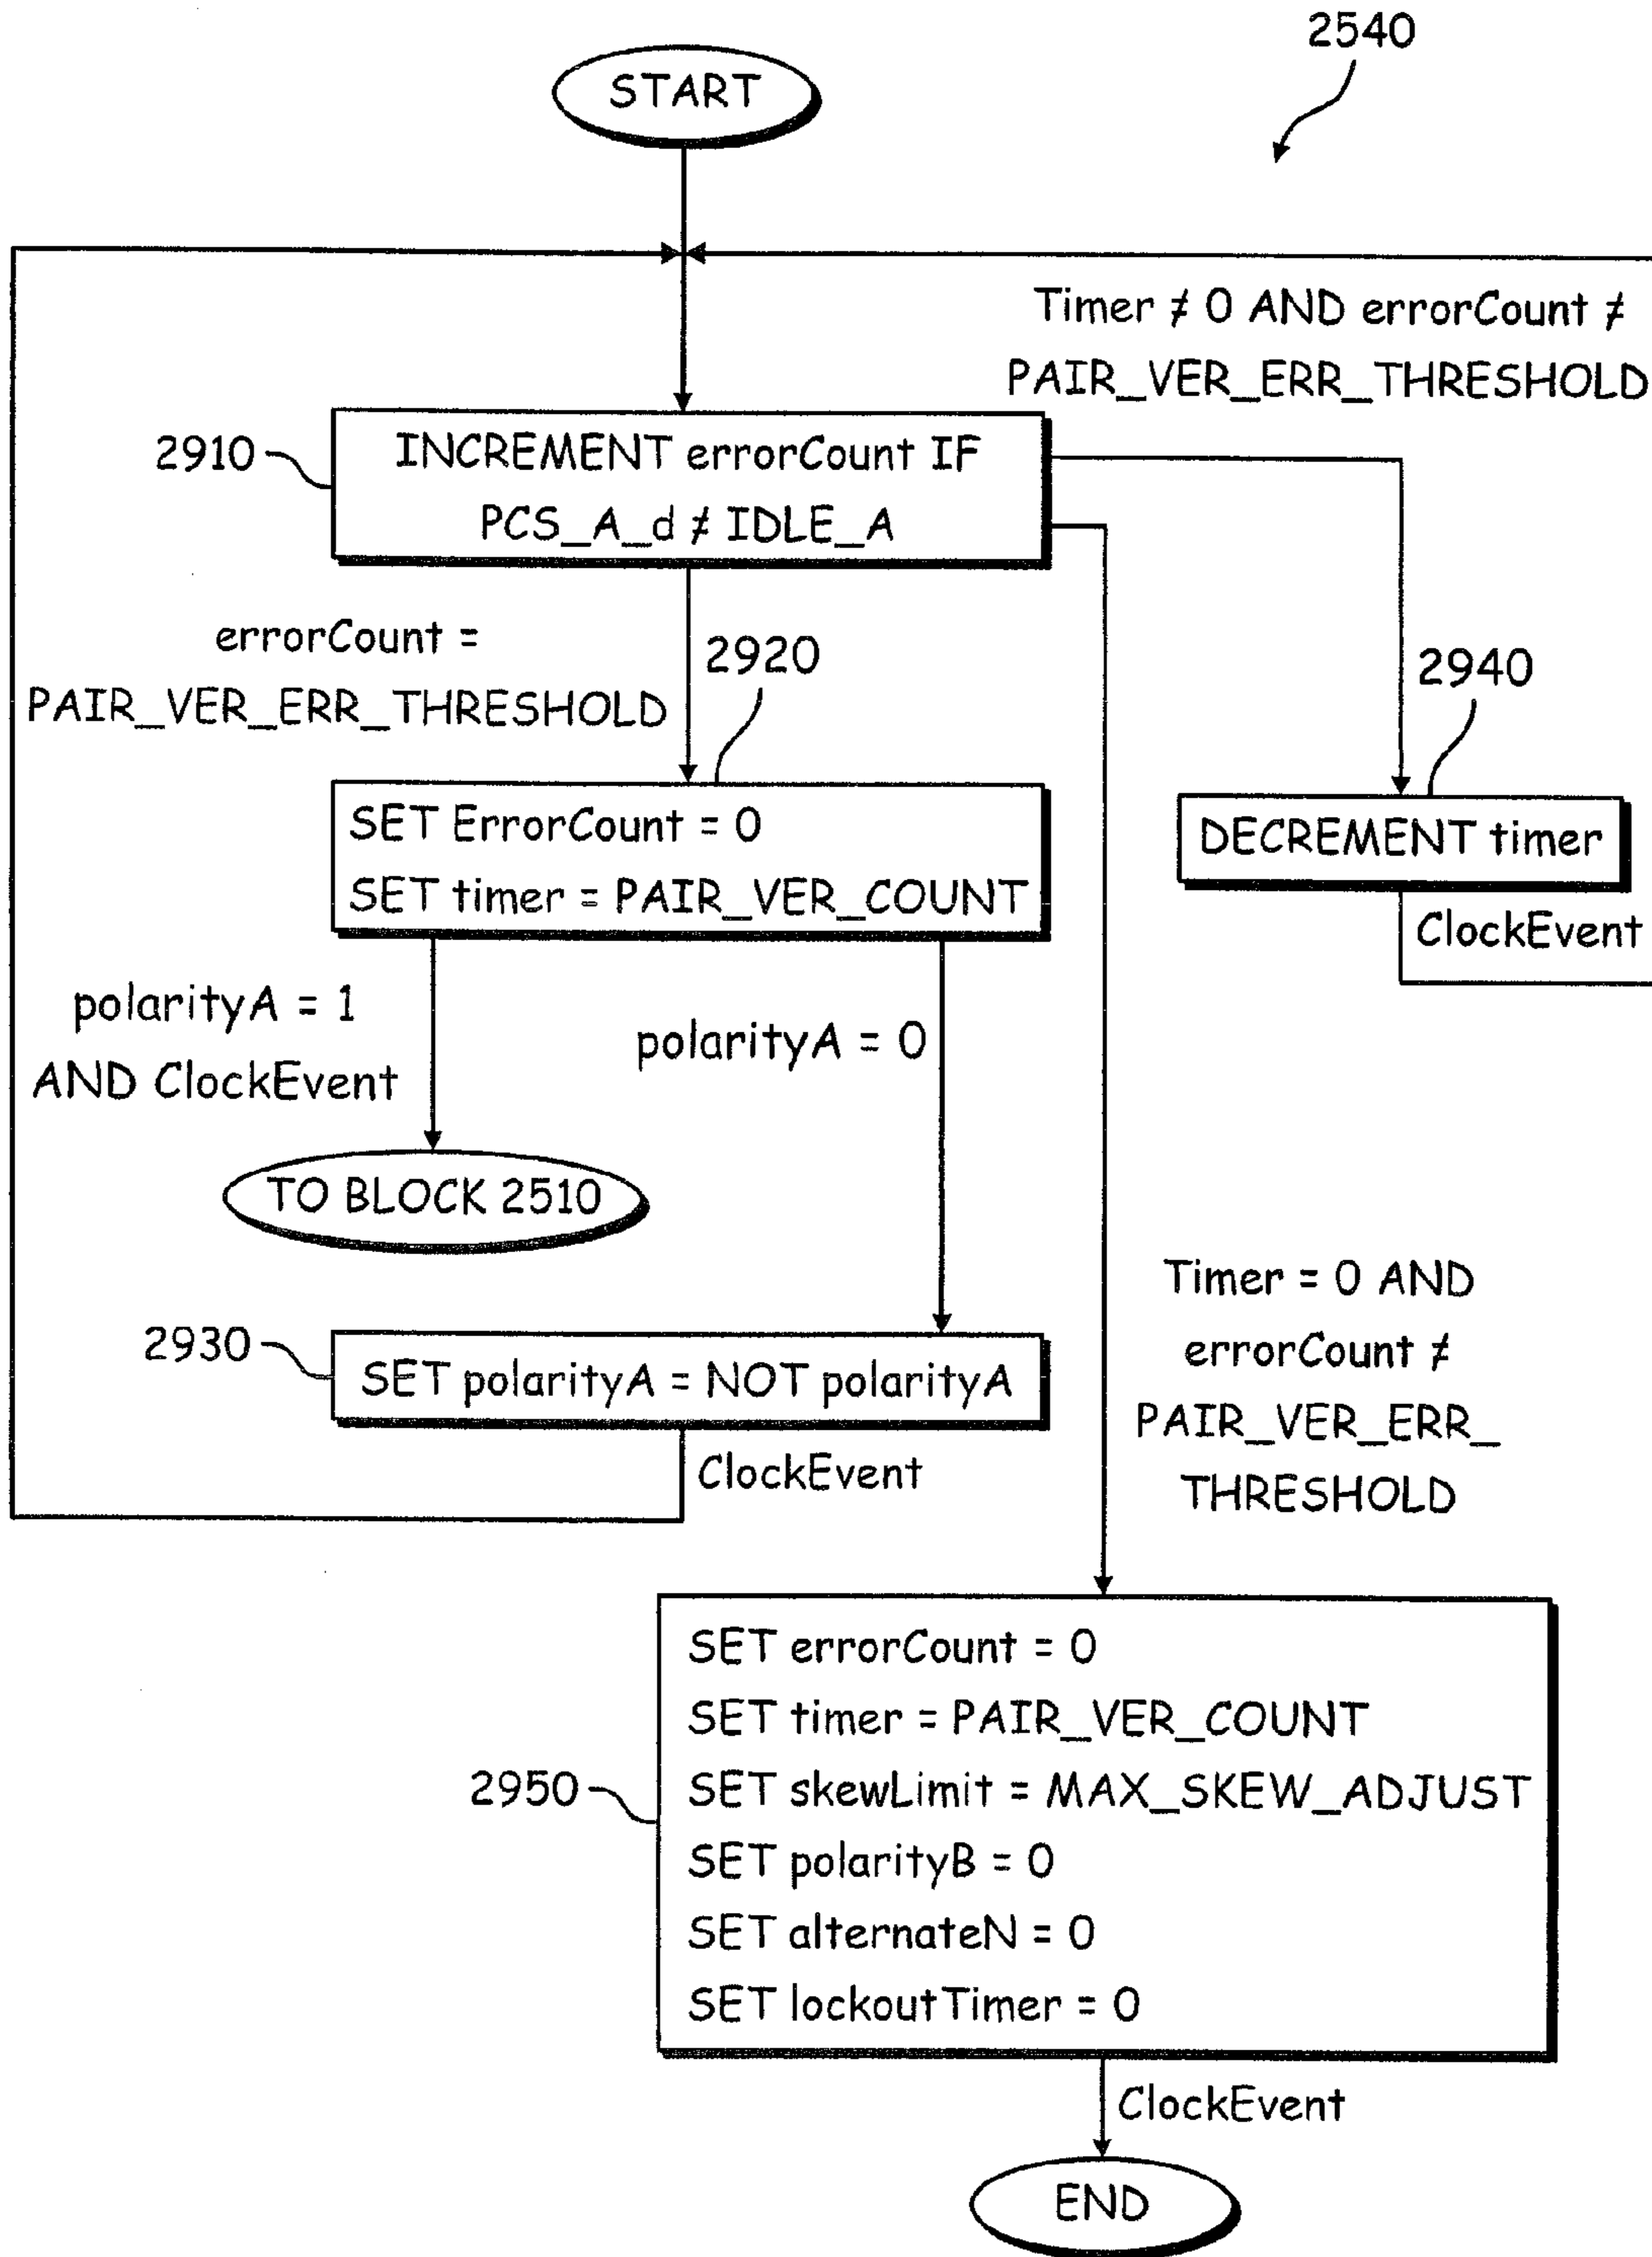 2540
START
Timer ≠ 0 AND errorCount ≠
PAIR_VER_ERR_THRESHOLD
2910
INCREMENT errorCount IF
PCS_A_d ≠ IDLE_A
errorCount =
PAIR_VER_ERR_THRESHOLD
2920
2940
SET ErrorCount = 0
SET timer = PAIR_VER_COUNT
DECREMENT timer
ClockEvent
polarityA = 1
AND ClockEvent
polarityA = 0
TO BLOCK 2510
Timer = 0 AND
errorCount ≠
PAIR_VER_ERR_
THRESHOLD
2930
SET polarityA = NOT polarityA
ClockEvent
2950
SET errorCount = 0
SET timer = PAIR_VER_COUNT
SET skewLimit = MAX_SKEW_ADJUST
SET polarityB = 0
SET alternateN = 0
SET lockoutTimer = 0
ClockEvent
END